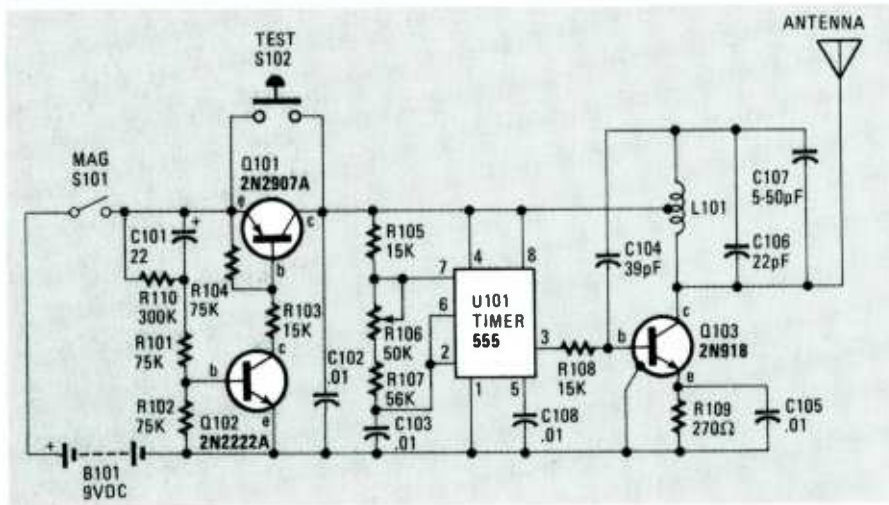 ANTENNA
TEST
S102
MAG
S101
Q101
2N2907A
e
c
b
C101
22
+
R110
300K
R104
75K
R103
15K
R101
75K
R102
75K
b
c
e
Q102
2N2222A
C102
.01
R105
15K
R106
50K
R107
56K
C103
.01
7
6
2
4
8
3
1
5
U101
TIMER
555
R108
15K
C108
.01
C104
39pF
L101
C107
5-50pF
C106
22pF
b
c
e
Q103
2N918
R109
270Ω
C105
.01
+
B101
9VDC